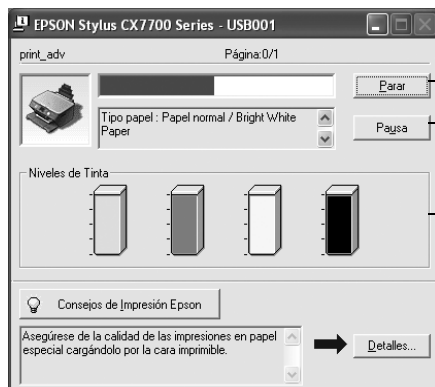 EPSON Stylus CX7700 Series - USB001
print_adv Página:0/1
Parar
Tipo papel : Papel normal / Bright White
Paper
Pausa
Niveles de Tinta
Consejos de Impresión Epson
Asegúrese de la calidad de las impresiones en papel
especial cargándolo por la cara imprimible.
Detalles...